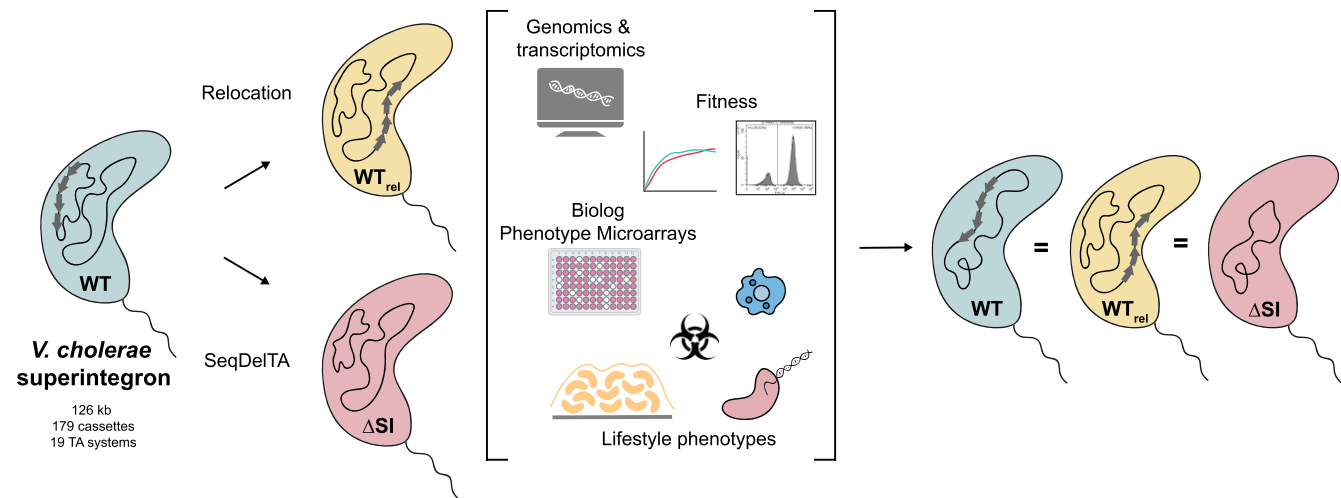 Relocation
WT
V. cholerae
superintegron
126 kb
179 cassettes
19 TA systems
SeqDelTA
WTrel
ΔSI
Genomics &
transcriptomics
Fitness
Biolog
Phenotype Microarrays
Lifestyle phenotypes
WT
=
WTrel
=
ΔSI